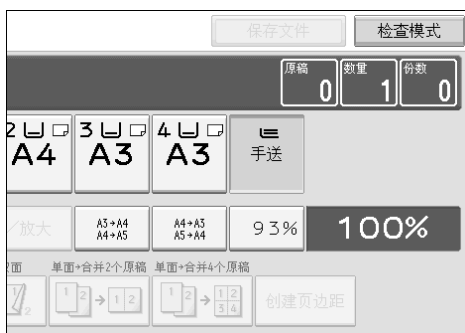 保存文件 检查模式
原稿 数量 份数
0 1 0
2 3 4
A4 A3 A3 手送
/放大 A3→A4 A4→A3 93% 100%
A4→A5 A5→A4
面 单面→合并2个原稿 单面→合并4个原稿
2 1 2 → 1 2 1 2 → 1 2 创建页边距
3 4